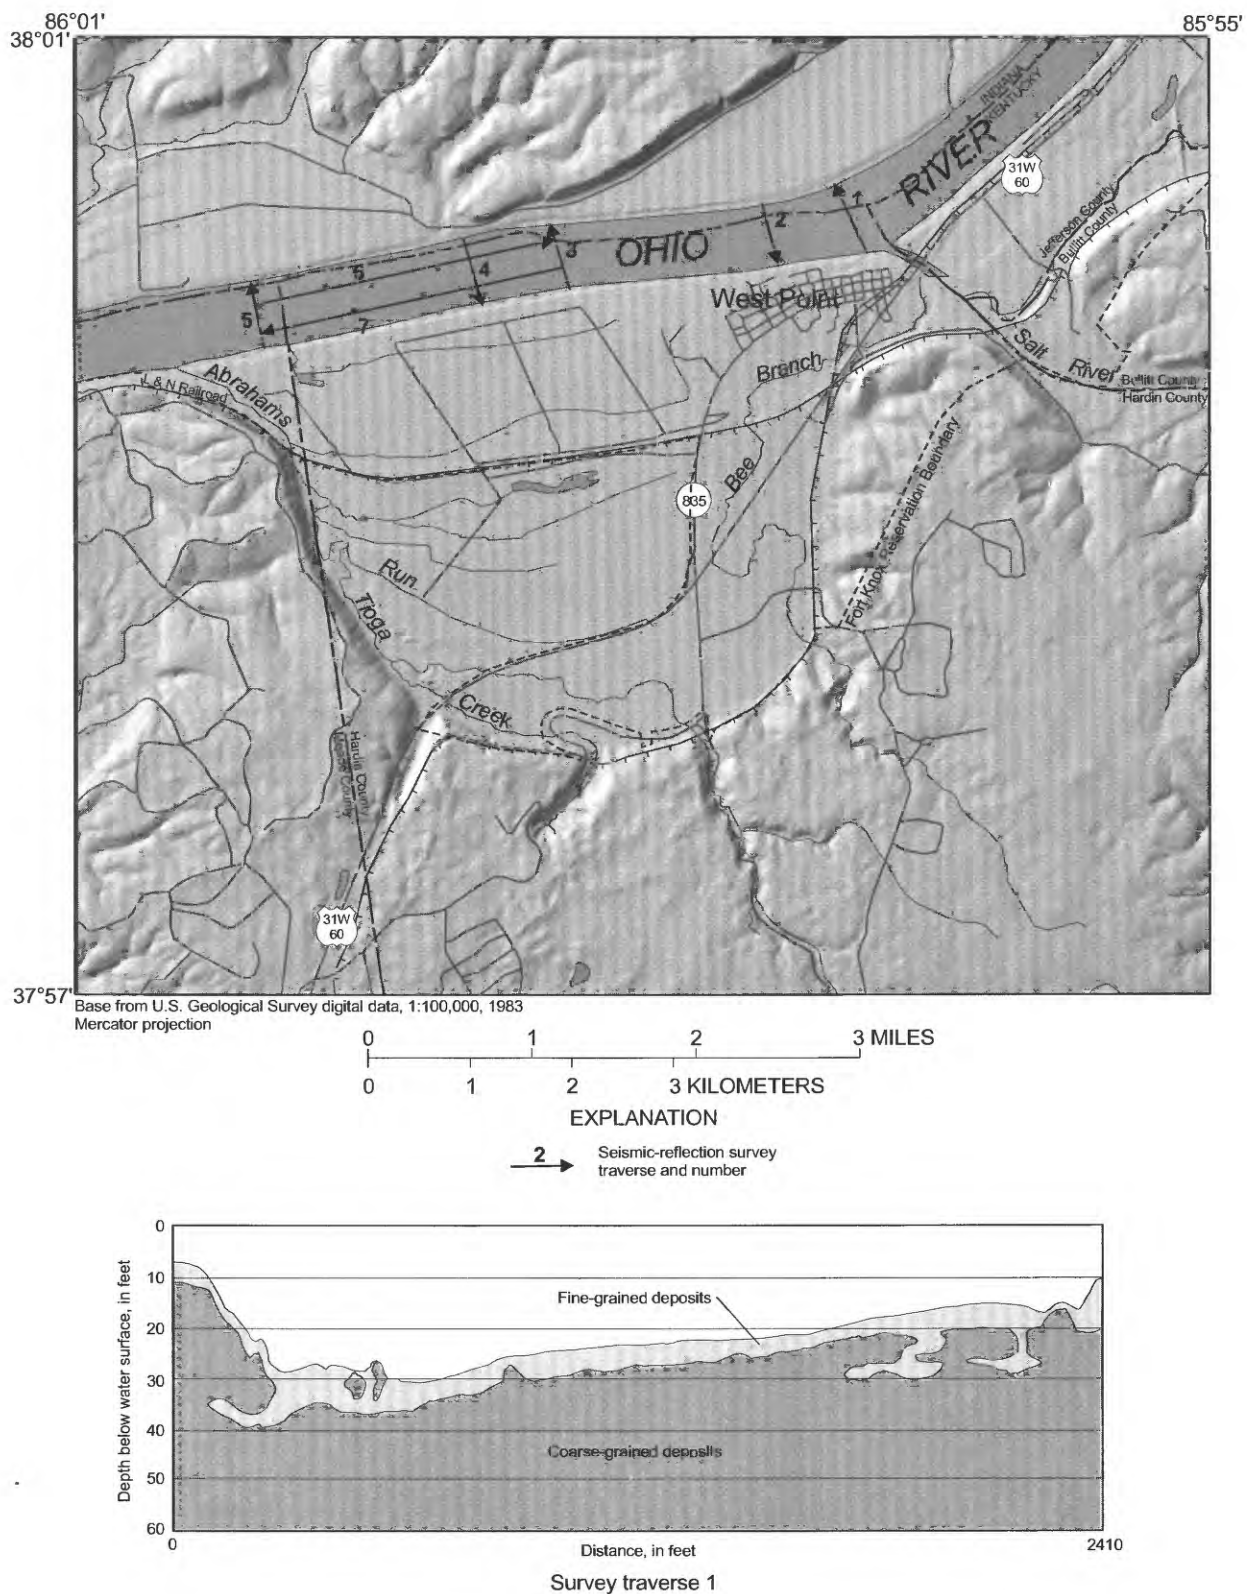 86°01'
85°55'
38°01'
INDIANA
KENTUCKY
RIVER
31W
60
Jefferson County
Bullitt County
1
2
OHIO
3
5
4
5
7
West Point
Salt River
Bullitt County
Hardin County
Branch
Abrahams
L & N Railroad
Bee
835
Fort Knox Reservation Boundary
Run
Tioga
Creek
Hardin County
Meade County
31W
60
37°57'
Base from U.S. Geological Survey digital data, 1:100,000, 1983
Mercator projection
0 1 2 3 MILES
0 1 2 3 KILOMETERS
EXPLANATION
2 Seismic-reflection survey
traverse and number
0
10
20
30
40
50
60
Depth below water surface, in feet
Fine-grained deposits
Coarse-grained deposits
0 2410
Distance, in feet
Survey traverse 1